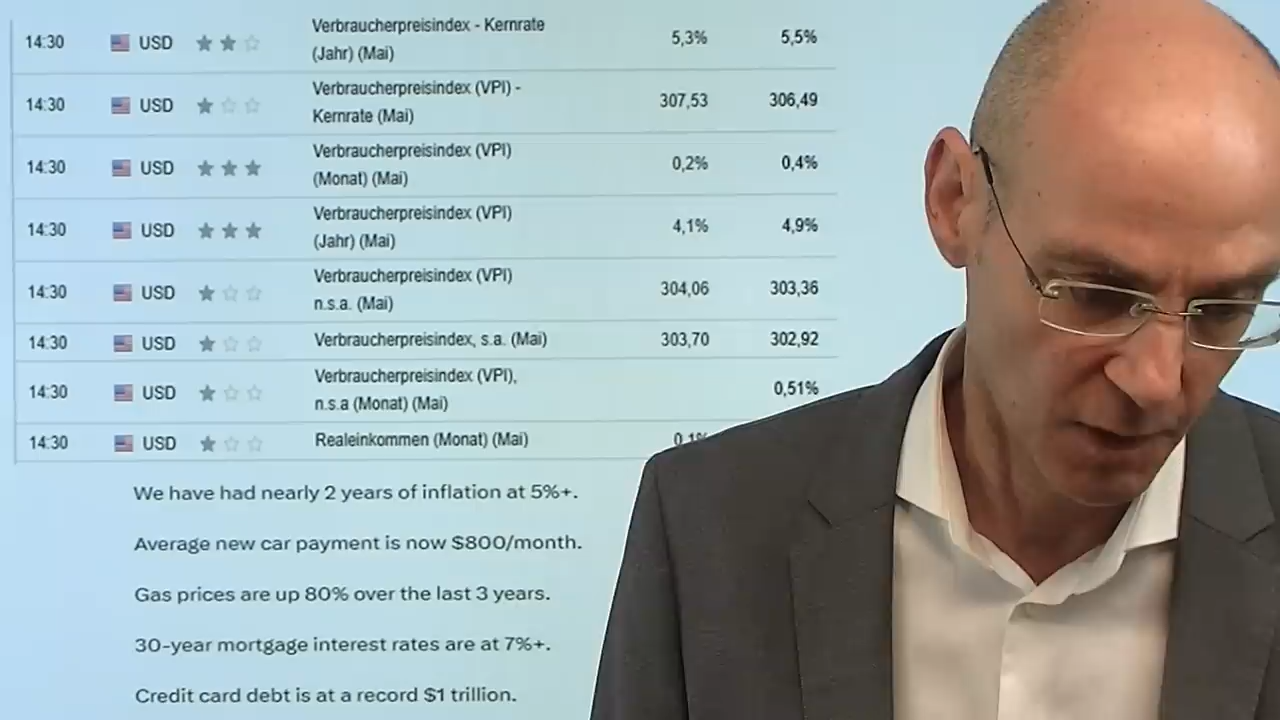 14:30 USD Verbraucherpreisindex - Kernrate 5,3% 5,5%
(Jahr) (Mai)
14:30 USD Verbraucherpreisindex (VPI) - 307,53 306,49
Kernrate (Mai)
14:30 USD Verbraucherpreisindex (VPI) 0,2% 0,4%
(Monat) (Mai)
14:30 USD Verbraucherpreisindex (VPI) 4,1% 4,9%
(Jahr) (Mai)
14:30 USD Verbraucherpreisindex (VPI) 304,06 303,36
n.s.a. (Mai)
14:30 USD Verbraucherpreisindex, s.a. (Mai) 303,70 302,92
14:30 USD Verbraucherpreisindex (VPI), 0,51%
n.s.a (Monat) (Mai)
14:30 USD Realeinkommen (Monat) (Mai) 0,1%
We have had nearly 2 years of inflation at 5%+.
Average new car payment is now $800/month.
Gas prices are up 80% over the last 3 years.
30-year mortgage interest rates are at 7%+.
Credit card debt is at a record $1 trillion.